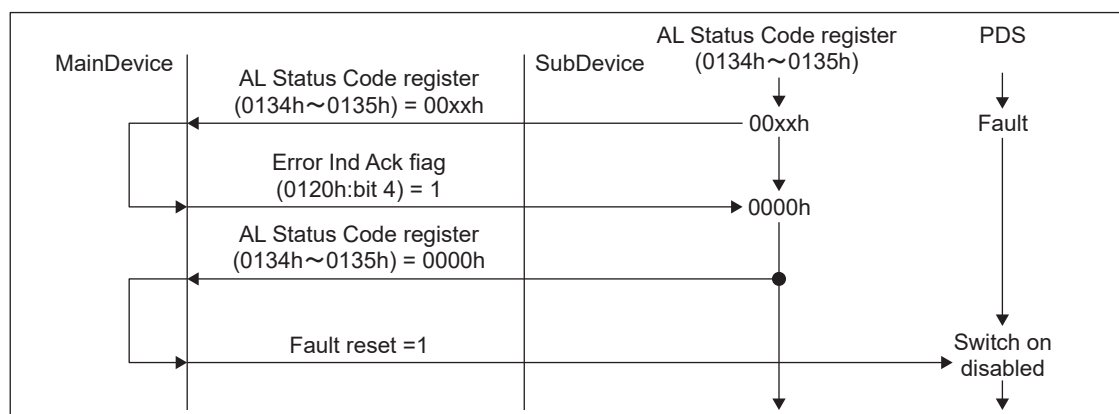 AL Status Code register
(0134h～0135h)
PDS
MainDevice
SubDevice
AL Status Code register
(0134h～0135h) = 00xxh
00xxh
Fault
Error Ind Ack fiag
(0120h:bit 4) = 1
0000h
AL Status Code register
(0134h～0135h) = 0000h
Fault reset =1
Switch on
disabled